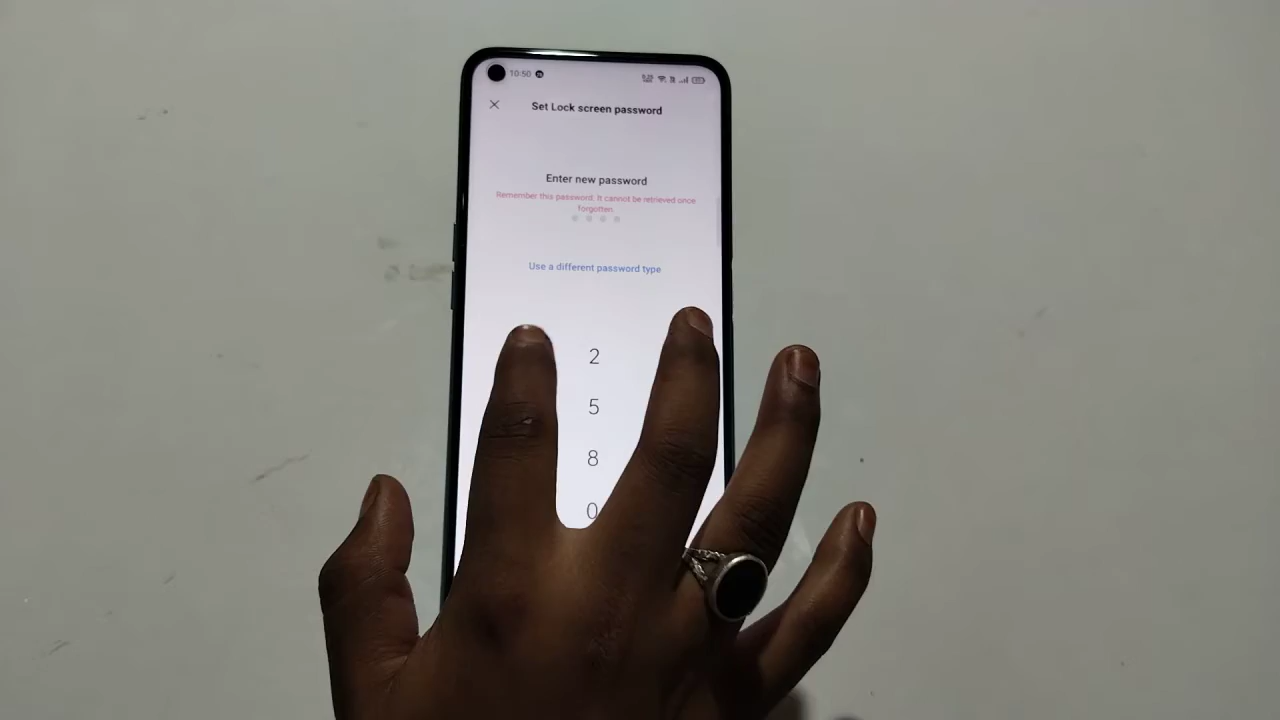 10:50
Set Lock screen password
Enter new password
Remember this password. It cannot be retrieved once
forgotten.
Use a different password type
2
5
8
0